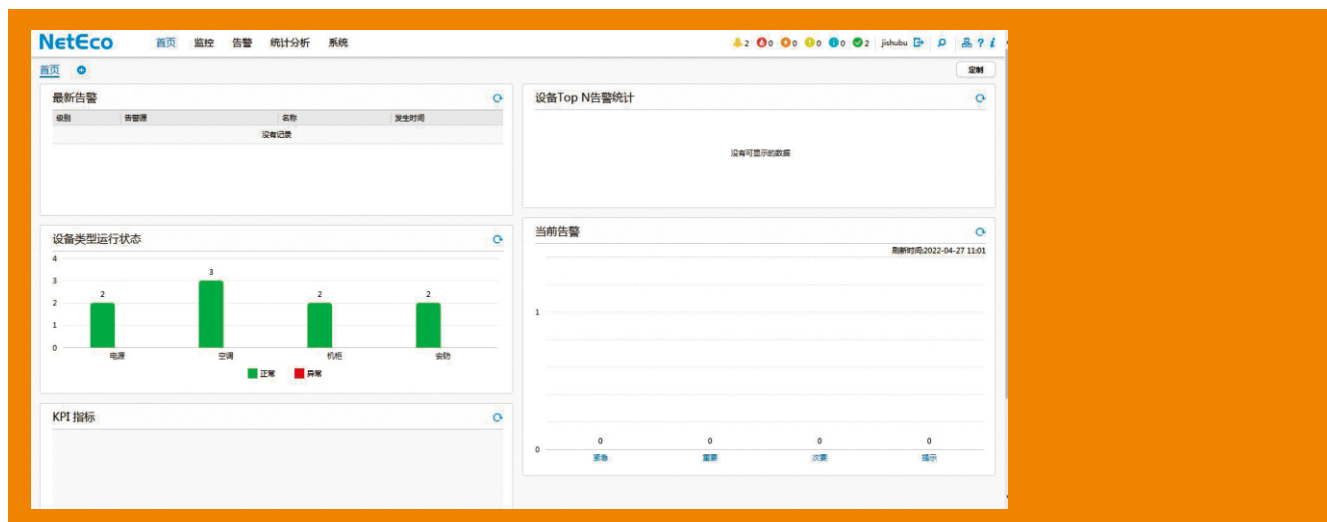 NetEco 首页 监控 告警 统计分析 系统 2 0 0 0 0 2 jishubu
首页 定制
最新告警
级别 告警源 名称 发生时间
没有记录
设备Top N告警统计
没有可显示的数据
设备类型运行状态
4
3
2
1
0
2 3 2 2
电源 空调 机柜 安防
正常 异常
当前告警
刷新时间:2022-04-27 11:01
1
0
0 0 0 0
紧急 重要 次要 提示
KPI 指标